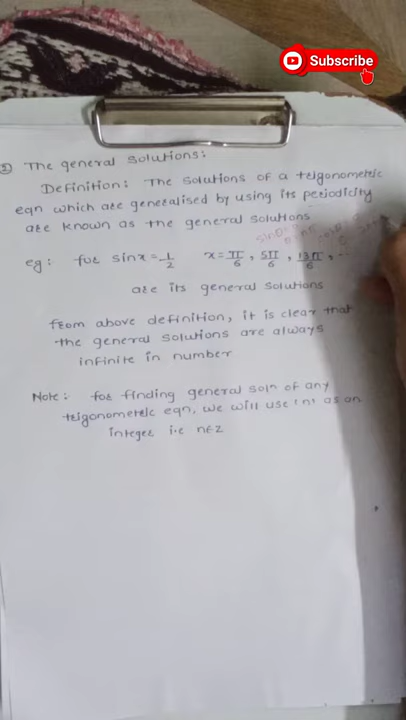 Subscribe
② The general solutions:
Definition: The solutions of a trigonometric
eqn which are generalised by using its periodicity
are known as the general solutions
eg: for sinx = 1/2 x = π/6, 5π/6, 13π/6, ...
are its general solutions
from above definition, it is clear that
the general solutions are always
infinite in number
Note: for finding general soln of any
trigonometric eqn, we will use 'n' as an
integer i.e n∈Z